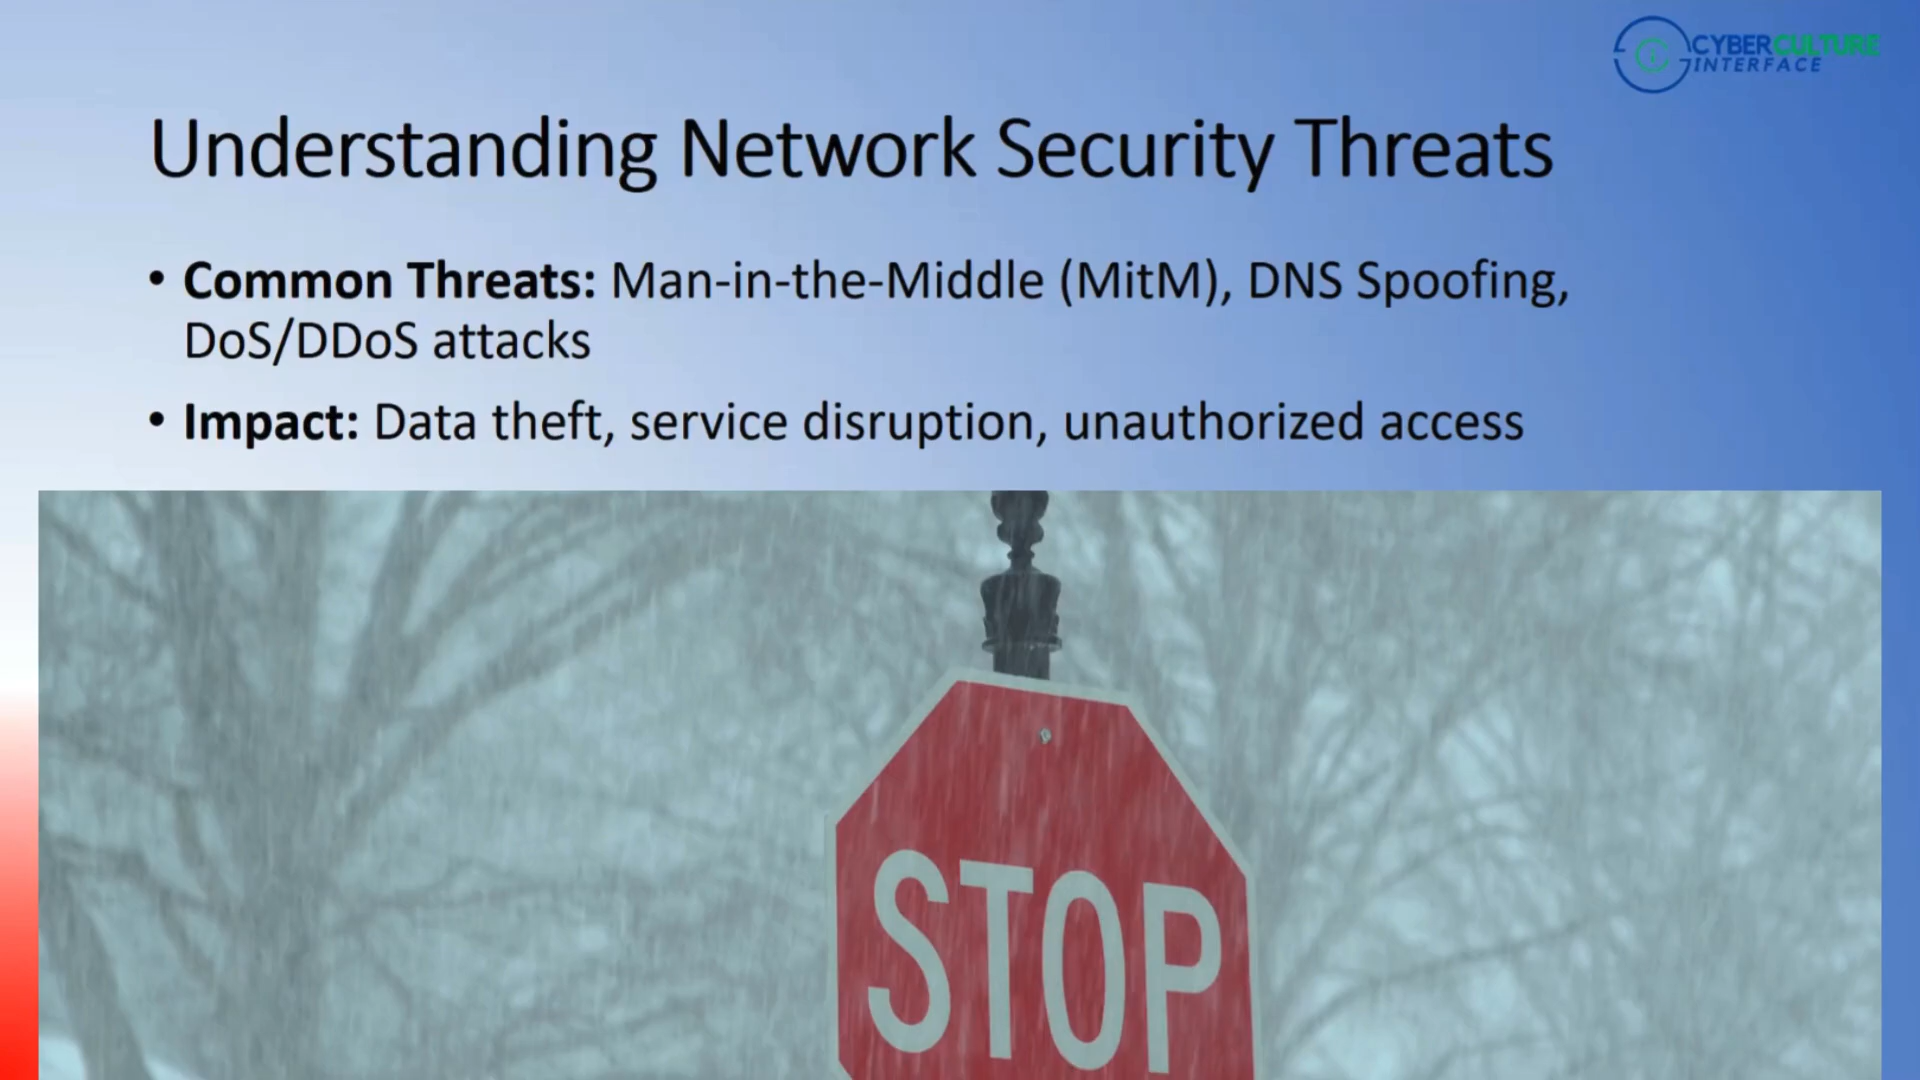 CYBERCULTURE
INTERFACE
Understanding Network Security Threats
• Common Threats: Man-in-the-Middle (MitM), DNS Spoofing,
DoS/DDoS attacks
• Impact: Data theft, service disruption, unauthorized access
STOP